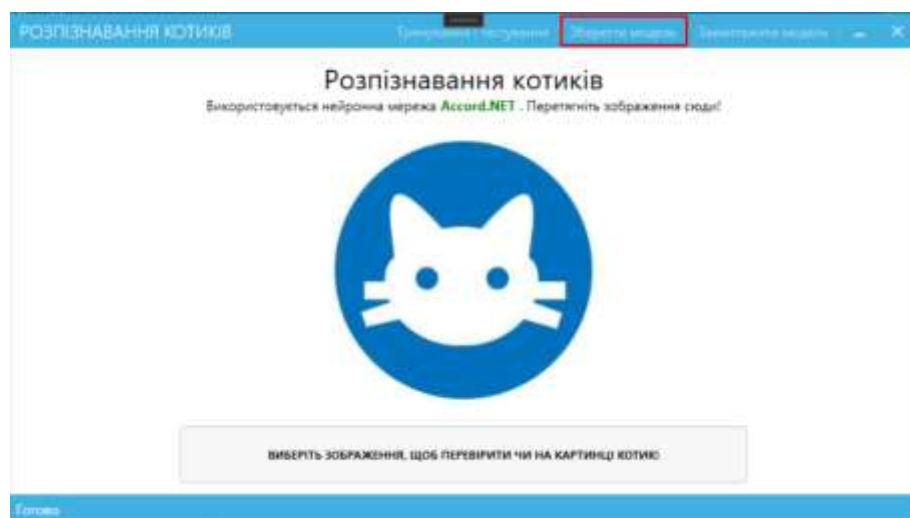 РОЗПІЗНАВАННЯ КОТИКІВ
Тренування і тестування Зберегти модель Завантажити модель
Розпізнавання котиків
Використовується нейронна мережа Accord.NET . Перетягніть зображення сюди!
ВИБЕРІТЬ ЗОБРАЖЕННЯ, ЩОБ ПЕРЕВІРИТИ ЧИ НА КАРТИНЦІ КОТИК!
Готово